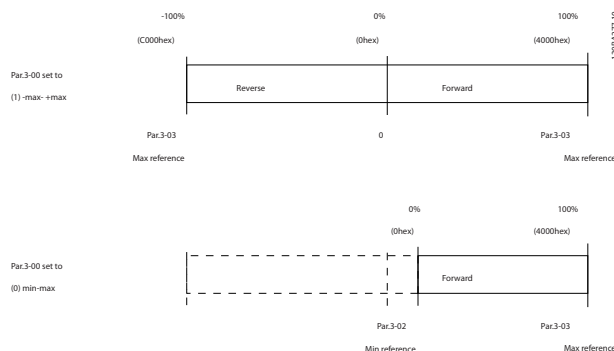 -100% 0% 100%
(C000hex) (0hex) (4000hex)
Par.3-00 set to
(1) -max- +max
Reverse Forward
Par.3-03 0 Par.3-03
Max reference Max reference
0% 100%
(0hex) (4000hex)
Par.3-00 set to
(0) min-max
Forward
Par.3-02 Par.3-03
Min reference Max reference